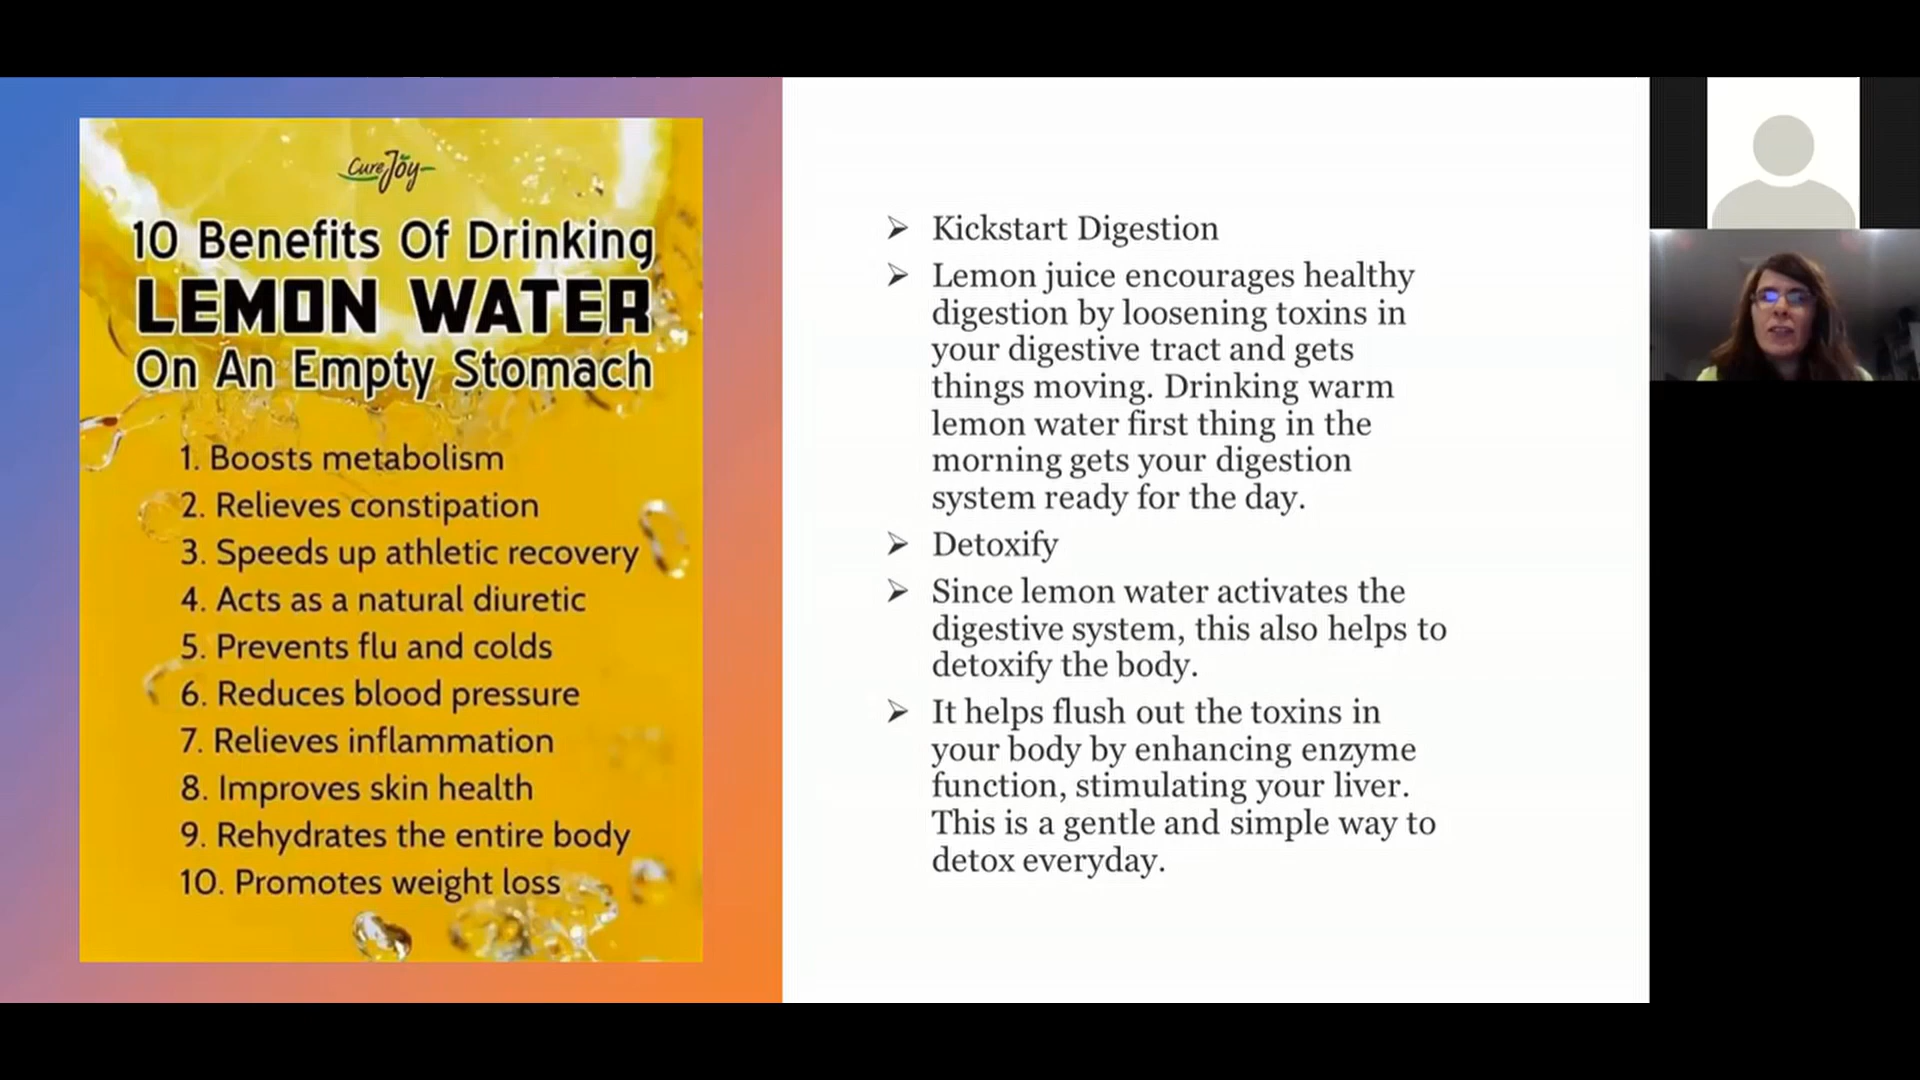 CureJoy
10 Benefits Of Drinking
LEMON WATER
On An Empty Stomach
1. Boosts metabolism
2. Relieves constipation
3. Speeds up athletic recovery
4. Acts as a natural diuretic
5. Prevents flu and colds
6. Reduces blood pressure
7. Relieves inflammation
8. Improves skin health
9. Rehydrates the entire body
10. Promotes weight loss
Kickstart Digestion
Lemon juice encourages healthy
digestion by loosening toxins in
your digestive tract and gets
things moving. Drinking warm
lemon water first thing in the
morning gets your digestion
system ready for the day.
Detoxify
Since lemon water activates the
digestive system, this also helps to
detoxify the body.
It helps flush out the toxins in
your body by enhancing enzyme
function, stimulating your liver.
This is a gentle and simple way to
detox everyday.